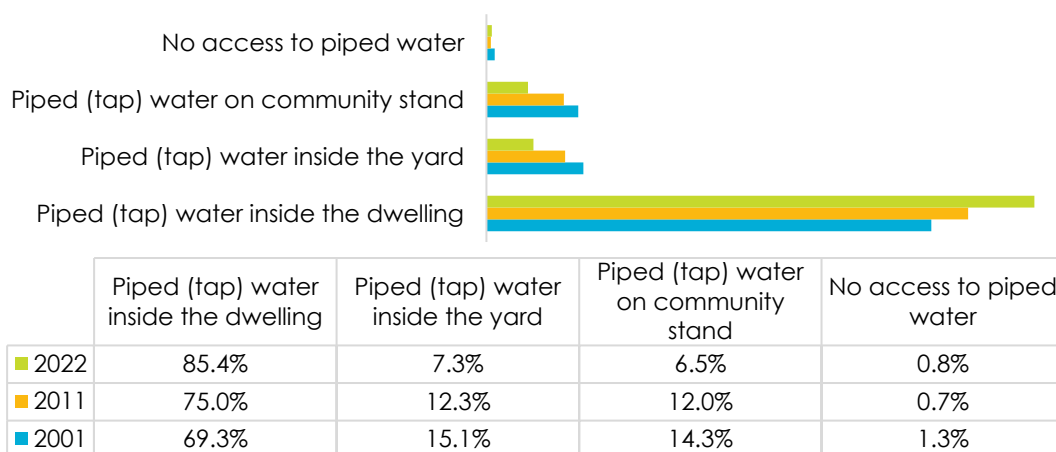 No access to piped water
Piped (tap) water on community stand
Piped (tap) water inside the yard
Piped (tap) water inside the dwelling
Piped (tap) water
inside the dwelling
Piped (tap) water
inside the yard
Piped (tap) water
on community
stand
No access to piped
water
2022 85.4% 7.3% 6.5% 0.8%
2011 75.0% 12.3% 12.0% 0.7%
2001 69.3% 15.1% 14.3% 1.3%